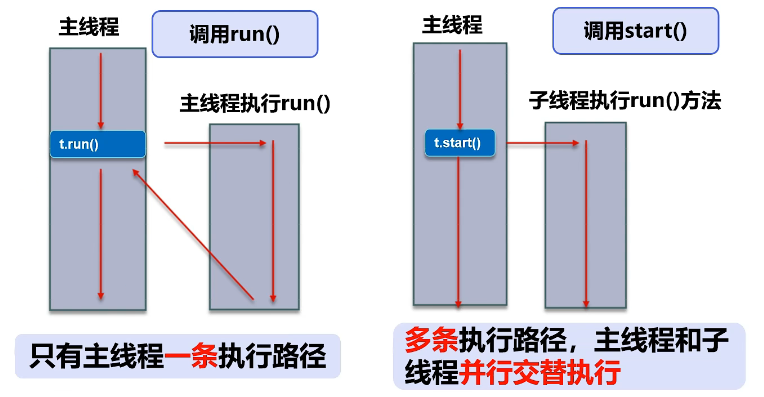 主线程
调用run()
主线程执行run()
t.run()
只有主线程一条执行路径
主线程
调用start()
子线程执行run()方法
t.start()
多条执行路径，主线程和子
线程并行交替执行